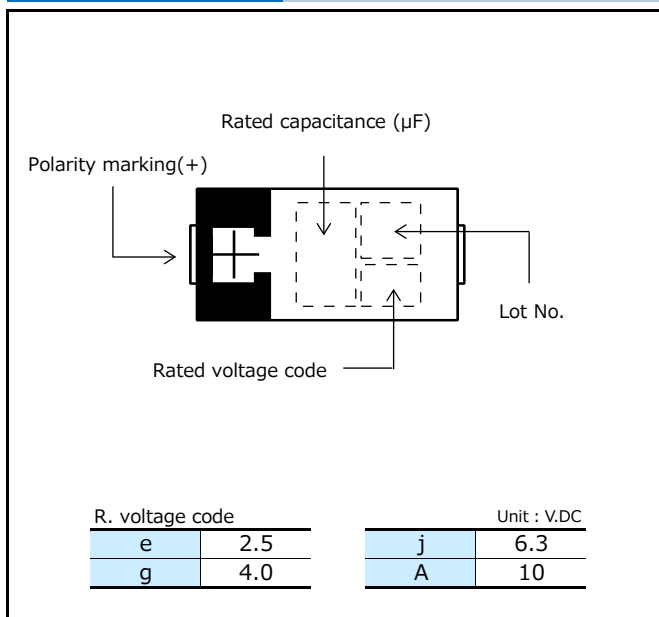 Rated capacitance (μF)
Polarity marking(+)
Lot No.
Rated voltage code
R. voltage code
Unit : V.DC
e 2.5 j 6.3
g 4.0 A 10